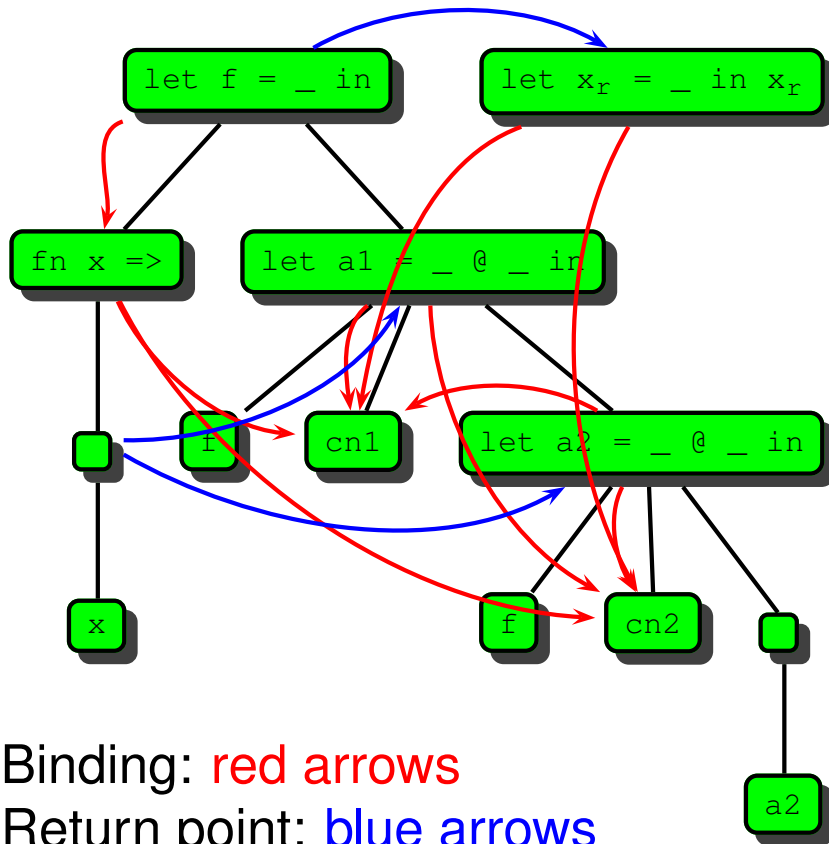 let f = _ in
let xᵣ = _ in xᵣ
fn x =>
let a1 = _ @ _ in
f
cn1
let a2 = _ @ _ in
x
f
cn2
Binding: red arrows
a2
Return point: blue arrows